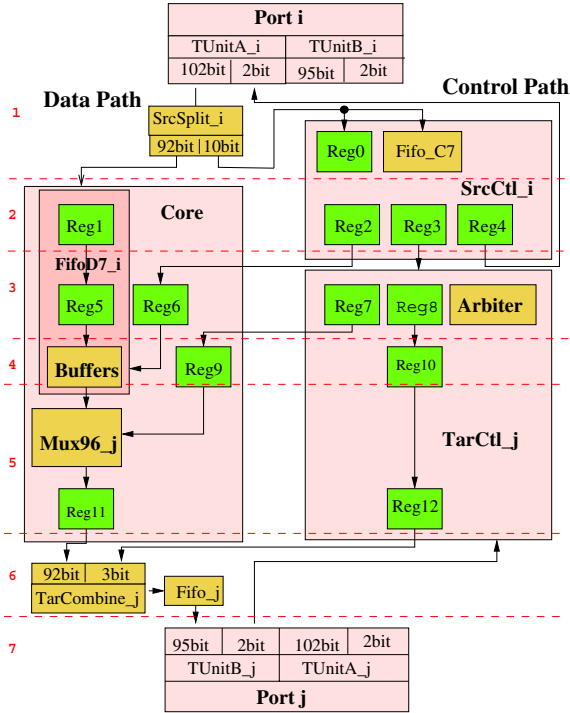 Port i
TUnitA_i TUnitB_i
102bit 2bit 95bit 2bit
Data Path Control Path
1
SrcSplit_i
92bit 10bit
Reg0 Fifo_C7
SrcCtl_i
2
Reg1 Core Reg2 Reg3 Reg4
FifoD7_i
3
Reg5 Reg6 Reg7 Reg8 Arbiter
4
Buffers Reg9 Reg10
Mux96_j TarCtl_j
5
Reg11 Reg12
6
92bit 3bit
TarCombine_j Fifo_j
7
95bit 2bit 102bit 2bit
TUnitB_j TUnitA_j
Port j